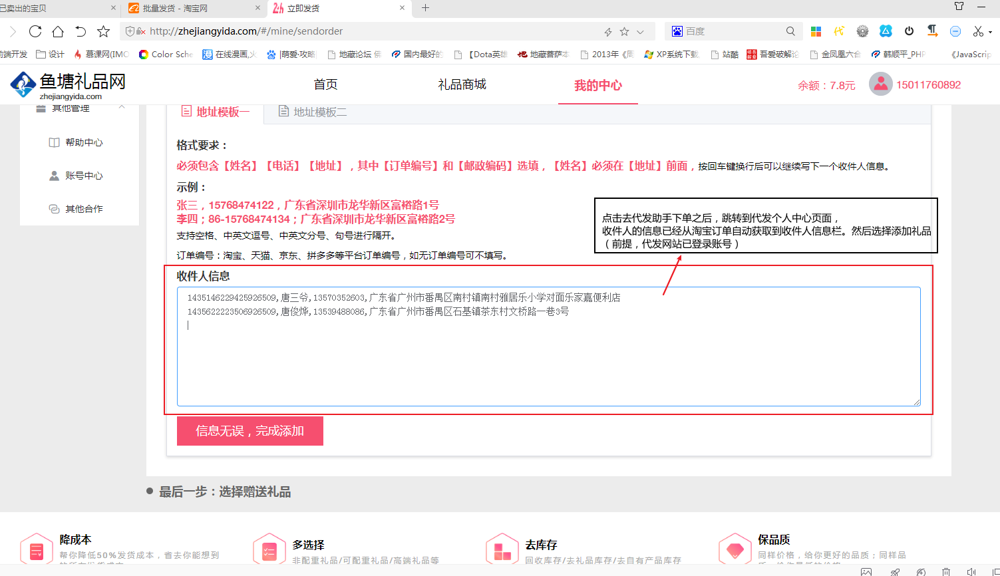 已卖出的宝贝
批量发货 - 淘宝网
立即发货
http://zhejiangyida.com/#/mine/sendorder
百度
前端开发
设计
慕课网(IMO
Color Sche
在线漫画,火
|萌爱·攻略|
地藏论坛 佛
国内最好的
【Dota英雄
地藏菩萨本
2013年《周
XP系统下载
站酷
吾爱破解论
金凤凰六合
韩顺平_PHP
《JavaScrip
鱼塘礼品网
zhejiangyida.com
首页
礼品商城
我的中心
余额：7.8元
15011760892
其他管理
帮助中心
账号中心
其他合作
地址模板一
地址模板二
格式要求：
必须包含【姓名】【电话】【地址】，其中【订单编号】和【邮政编码】选填，【姓名】必须在【地址】前面，按回车键换行后可以继续写下一个收件人信息。
示例：
张三，15768474122，广东省深圳市龙华新区富裕路1号
李四；86-15768474134；广东省深圳市龙华新区富裕路2号
支持空格、中英文逗号、中英文分号、句号进行隔开。
订单编号：淘宝、天猫、京东、拼多多等平台订单编号，如无订单编号可不填写。
点击去代发助手下单之后，跳转到代发个人中心页面，
收件人的信息已经从淘宝订单自动获取到收件人信息栏。然后选择添加礼品
（前提，代发网站已登录账号）
收件人信息
1435146229425926509,唐三爷,13570352603,广东省广州市番禺区南村镇南村雅居乐小学对面乐家嘉便利店
1435622223506926509,唐俊烨,13539488086,广东省广州市番禺区石基镇茶东村文桥路一巷3号
信息无误，完成添加
最后一步：选择赠送礼品
降成本
帮你降低50%发货成本，省去你能想到
多选择
非配重礼品/可配重礼品/高端礼品等
去库存
回收库存/去礼品库存/去自有产品库存
保品质
同样价格，给你更好的品质；同样品